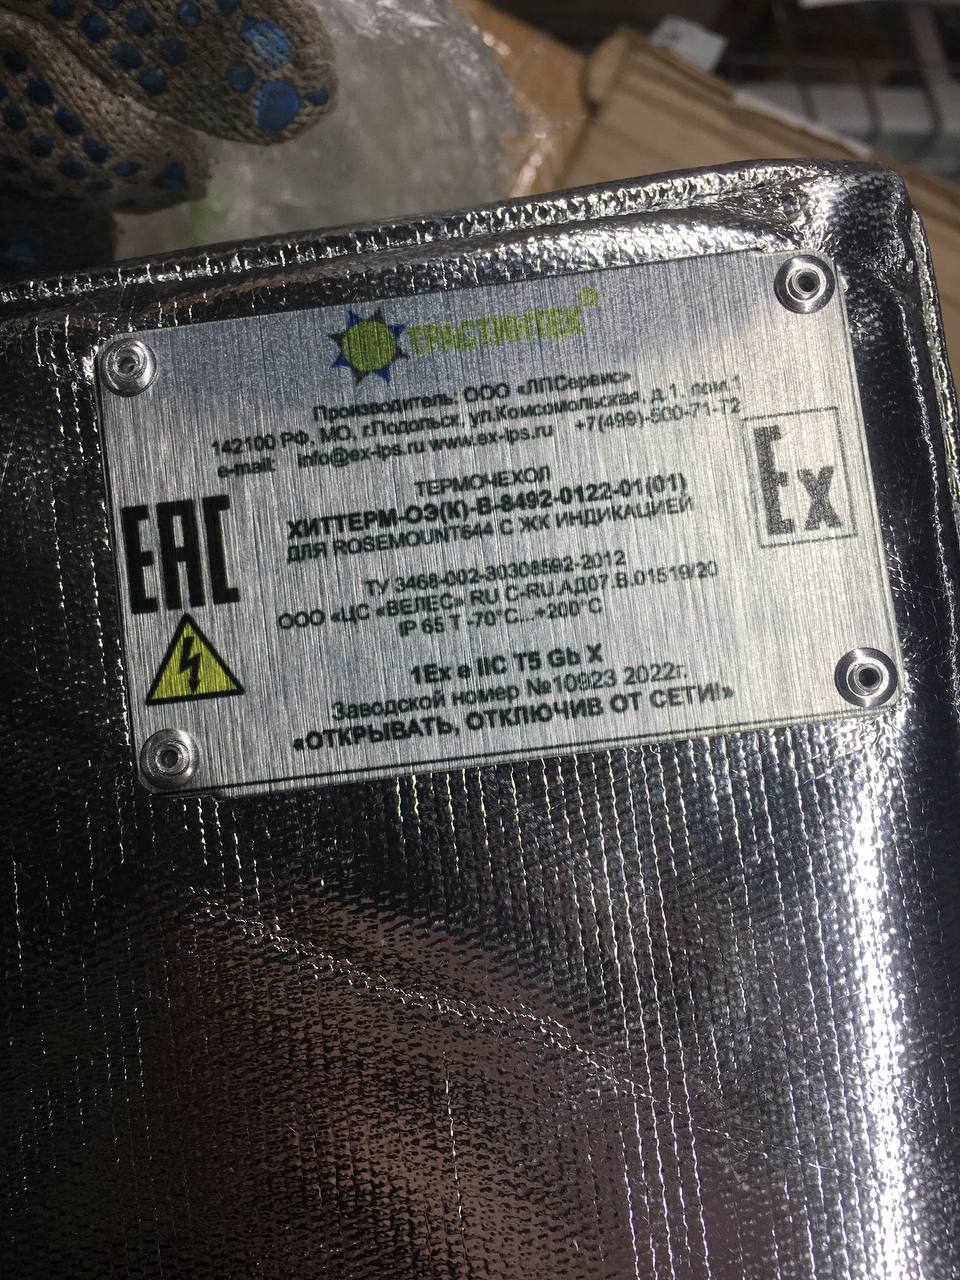 ТРАСТИНТЕХ®
Производитель: ООО «ЛПСервис»
142100 РФ, МО, г.Подольск, ул.Комсомольская, д.1, пом.1
e-mail: info@ex-lps.ru www.ex-lps.ru +7(499)-500-71-72
ТЕРМОЧЕХОЛ
ХИТТЕРМ-ОЭ(К)-В-8492-0122-01(01)
ДЛЯ ROSEMOUNT644 С ЖК ИНДИКАЦИЕЙ
EAC
Ex
ТУ 3468-002-30308592-2012
ООО «ЦС «ВЕЛЕС» RU C-RU.АД07.В.01519/20
IP 65 T -70°C...+200°C
1Ex e IIC T5 Gb X
Заводской номер №10923 2022г.
«ОТКРЫВАТЬ, ОТКЛЮЧИВ ОТ СЕТИ!»